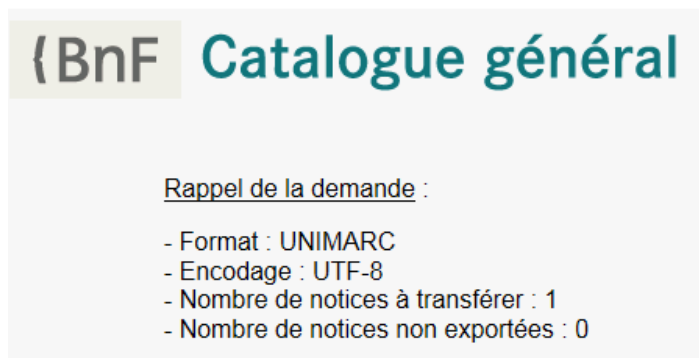 {BnF Catalogue général
Rappel de la demande :
- Format : UNIMARC
- Encodage : UTF-8
- Nombre de notices à transférer : 1
- Nombre de notices non exportées : 0